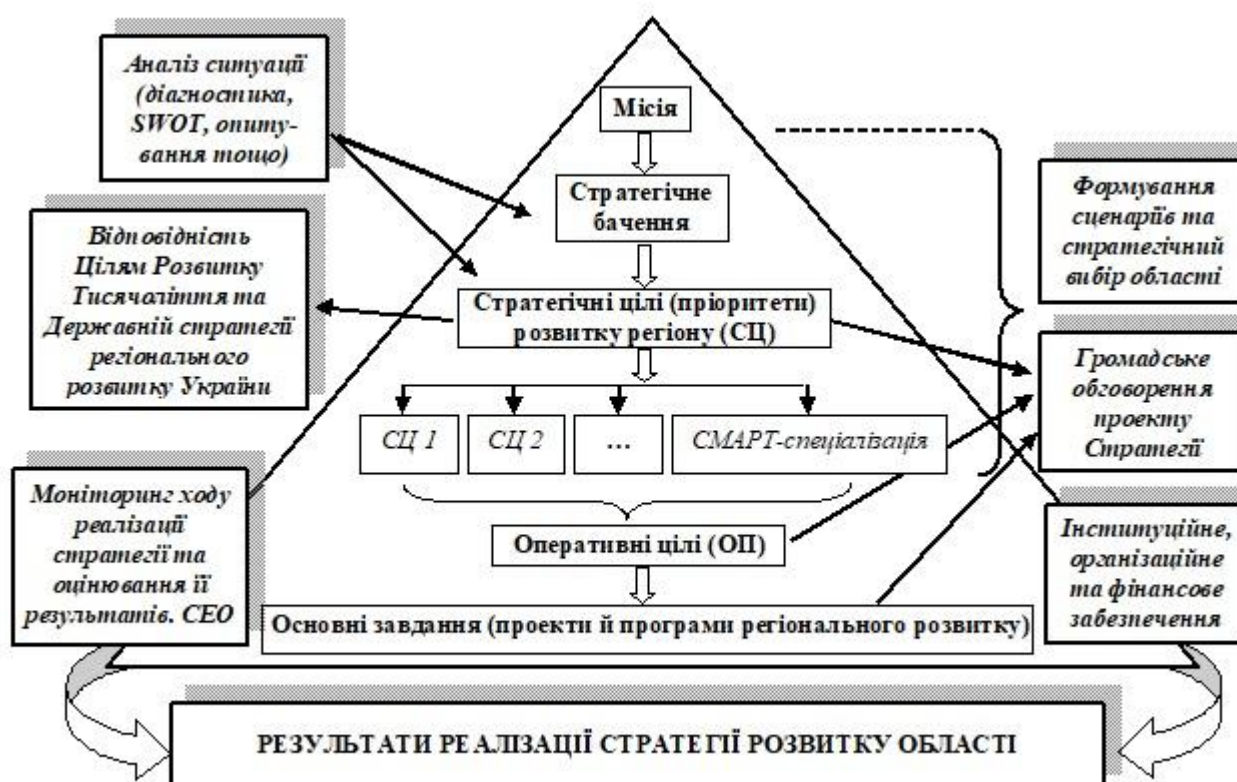 Аналіз ситуації
(діагностика,
SWOT, опиту-
вання тощо)
Місія
Стратегічне
бачення
Формування
сценаріїв та
стратегічний
вибір області
Відповідність
Цілям Розвитку
Тисячоліття та
Державній стратегії
регіонального
розвитку України
Стратегічні цілі (пріоритети)
розвитку регіону (СЦ)
Громадське
обговорення
проекту
Стратегії
СЦ 1
СЦ 2
...
СМАРТ-спеціалізація
Моніторинг ходу
реалізації
стратегії та
оцінювання її
результатів. СЕО
Оперативні цілі (ОП)
Інституційне,
організаційне
та фінансове
забезпечення
Основні завдання (проекти й програми регіонального розвитку)
РЕЗУЛЬТАТИ РЕАЛІЗАЦІЇ СТРАТЕГІЇ РОЗВИТКУ ОБЛАСТІ